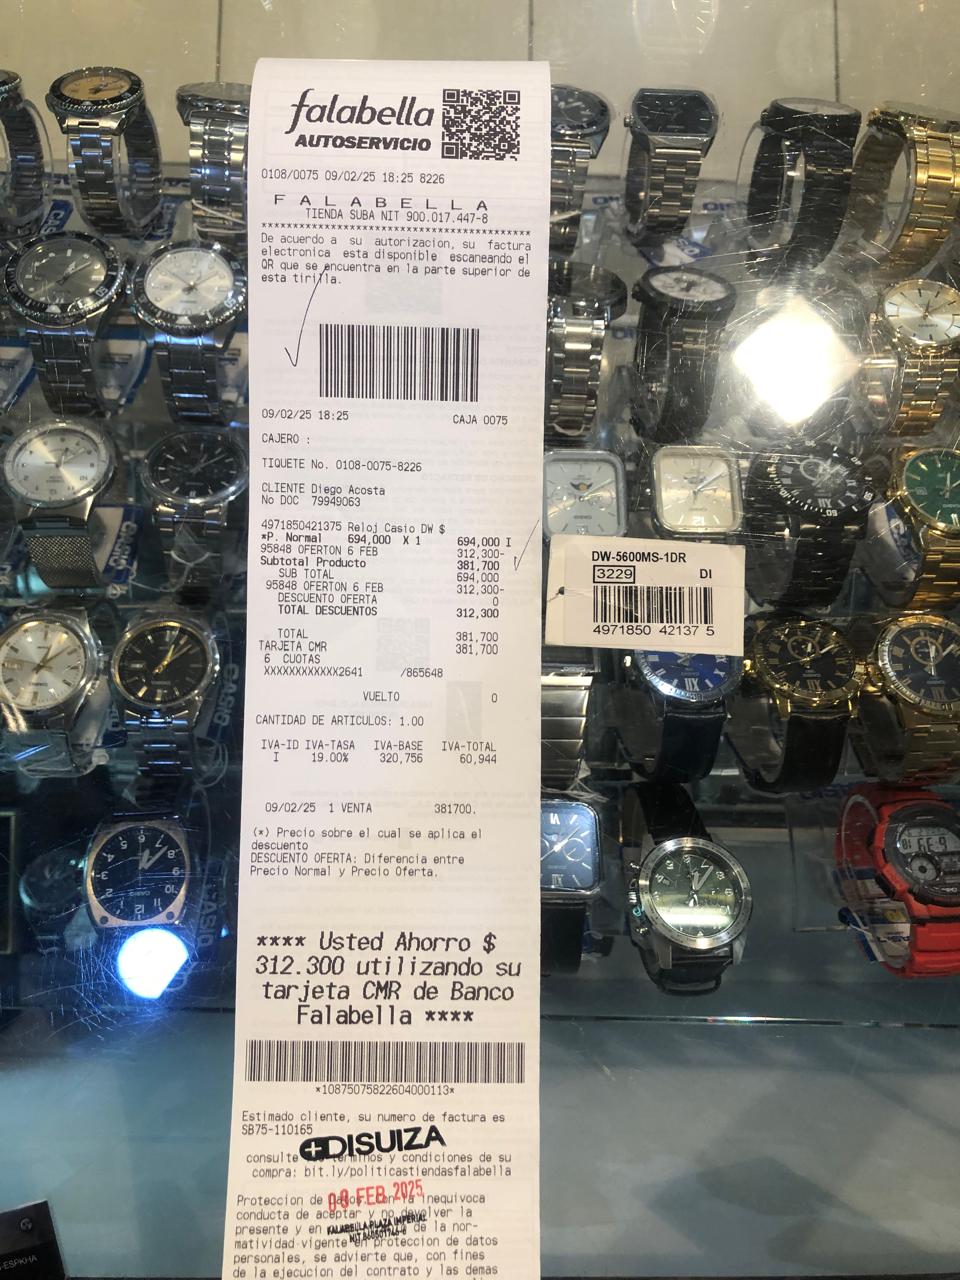 falabella
AUTOSERVICIO
0108/0075 09/02/25 18:25 8226
F A L A B E L L A
TIENDA SUBA NIT 900.017.447-8
******************************************
De acuerdo a su autorizacion, su factura
electronica esta disponible escaneando el
QR que se encuentra en la parte superior de
esta tirilla.
09/02/25 18:25 CAJA 0075
CAJERO :
TIQUETE No. 0108-0075-8226
CLIENTE Diego Acosta
No DOC 79949063
4971850421375 Reloj Casio DW $
*P. Normal 694,000 X 1 694,000 I
95848 OFERTON 6 FEB 312,300-
Subtotal Producto 381,700
SUB TOTAL 694,000
95848 OFERTON 6 FEB 312,300-
DESCUENTO OFERTA 0
TOTAL DESCUENTOS 312,300
TOTAL 381,700
TARJETA CMR 381,700
6 CUOTAS
XXXXXXXXXXXX2641 /865648
VUELTO 0
CANTIDAD DE ARTICULOS: 1.00
IVA-ID IVA-TASA IVA-BASE IVA-TOTAL
I 19.00% 320,756 60,944
09/02/25 1 VENTA 381700.
(*) Precio sobre el cual se aplica el
descuento
DESCUENTO OFERTA: Diferencia entre
Precio Normal y Precio Oferta.
**** Usted Ahorro $
312.300 utilizando su
tarjeta CMR de Banco
Falabella ****
*10875075822604000113*
Estimado cliente, su numero de factura es
SB75-110165
DISUIZA
consulte los terminos y condiciones de su
compra: bit.ly/politicastiendasfalabella
08 FEB 2025
FALABELLA PLAZA IMPERIAL
Proteccion de inequivoca
conducta de aceptar y no devolver la
presente y en de la nor-
matividad vigente en proteccion de datos
personales, se advierte que, con fines
de la ejecucion del contrato y las demas
DW-5600MS-1DR
3229 DI
4971850 42137 5
CASIO